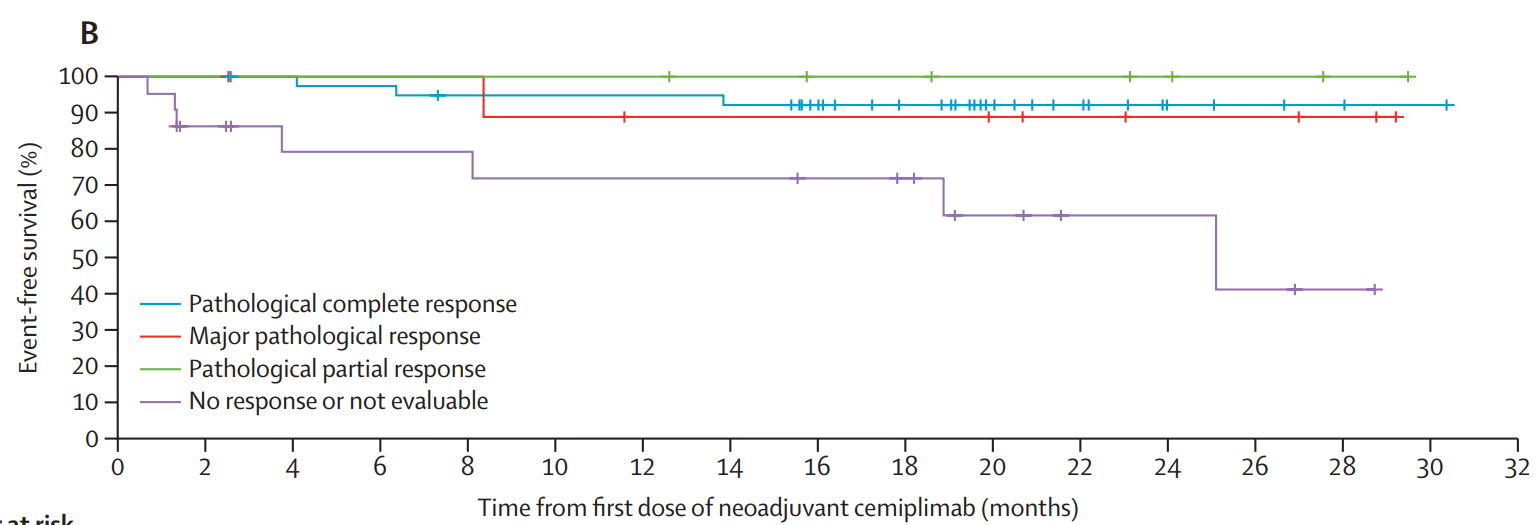 B
Event-free survival (%)
100
90
80
70
60
50
40
30
20
10
0
Pathological complete response
Major pathological response
Pathological partial response
No response or not evaluable
0 2 4 6 8 10 12 14 16 18 20 22 24 26 28 30 32
Time from first dose of neoadjuvant cemiplimab (months)
at risk